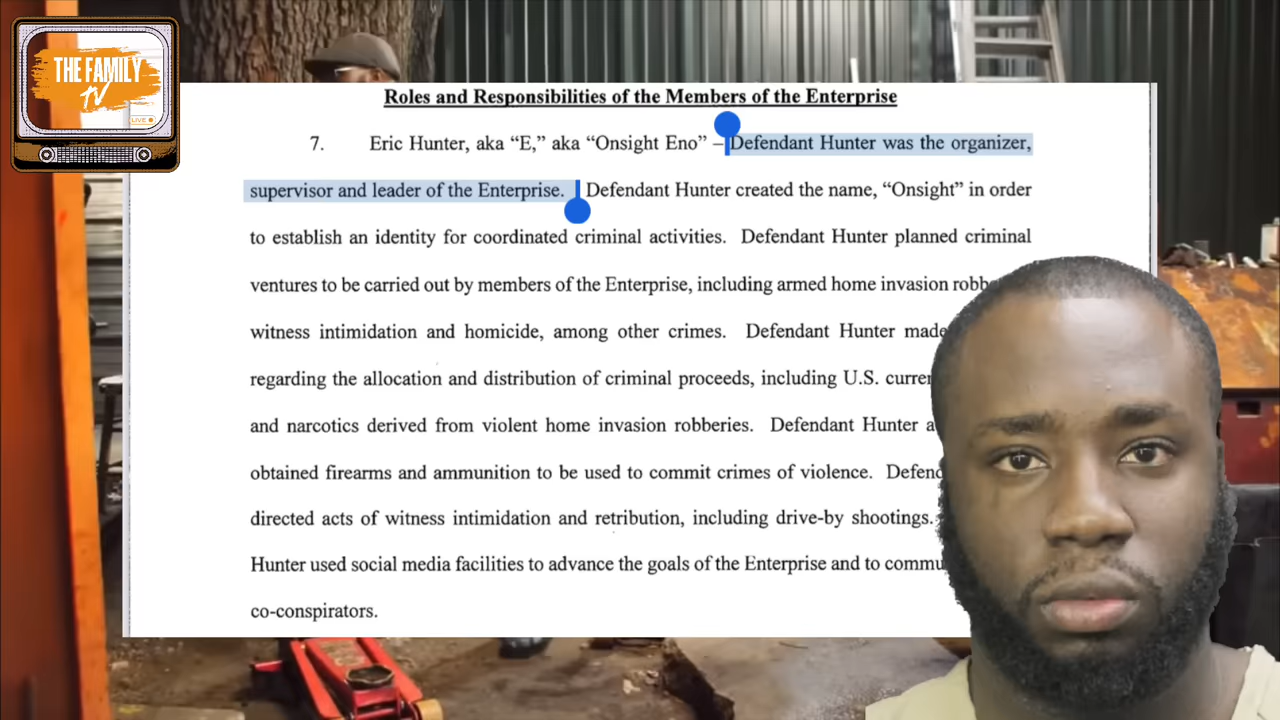 THE FAMILY
TV
LIVE
Roles and Responsibilities of the Members of the Enterprise
7. Eric Hunter, aka “E,” aka “Onsight Eno” – Defendant Hunter was the organizer,
supervisor and leader of the Enterprise. Defendant Hunter created the name, “Onsight” in order
to establish an identity for coordinated criminal activities. Defendant Hunter planned criminal
ventures to be carried out by members of the Enterprise, including armed home invasion
witness intimidation and homicide, among other crimes. Defendant Hunter made
regarding the allocation and distribution of criminal proceeds, including U.S.
and narcotics derived from violent home invasion robberies. Defendant Hunter
obtained firearms and ammunition to be used to commit crimes of violence.
directed acts of witness intimidation and retribution, including drive-by shootings.
Hunter used social media facilities to advance the goals of the Enterprise and to
co-conspirators.